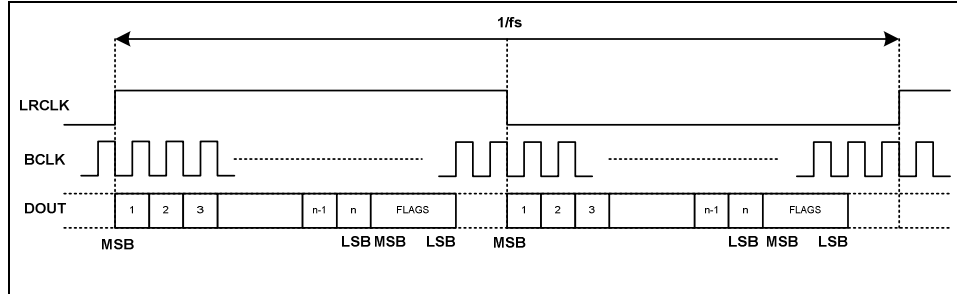 1/fs
LRCLK
BCLK
DOUT 1 2 3 n-1 n FLAGS 1 2 3 n-1 n FLAGS
MSB LSB MSB LSB MSB LSB MSB LSB